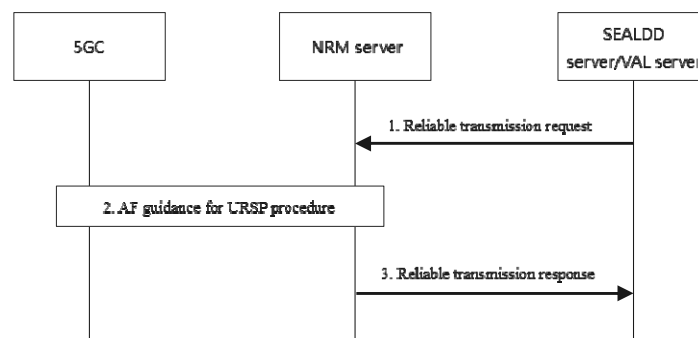 5GC
NRM server
SEALDD
server/VAL server
1. Reliable transmission request
2. AF guidance for URSP procedure
3. Reliable transmission response